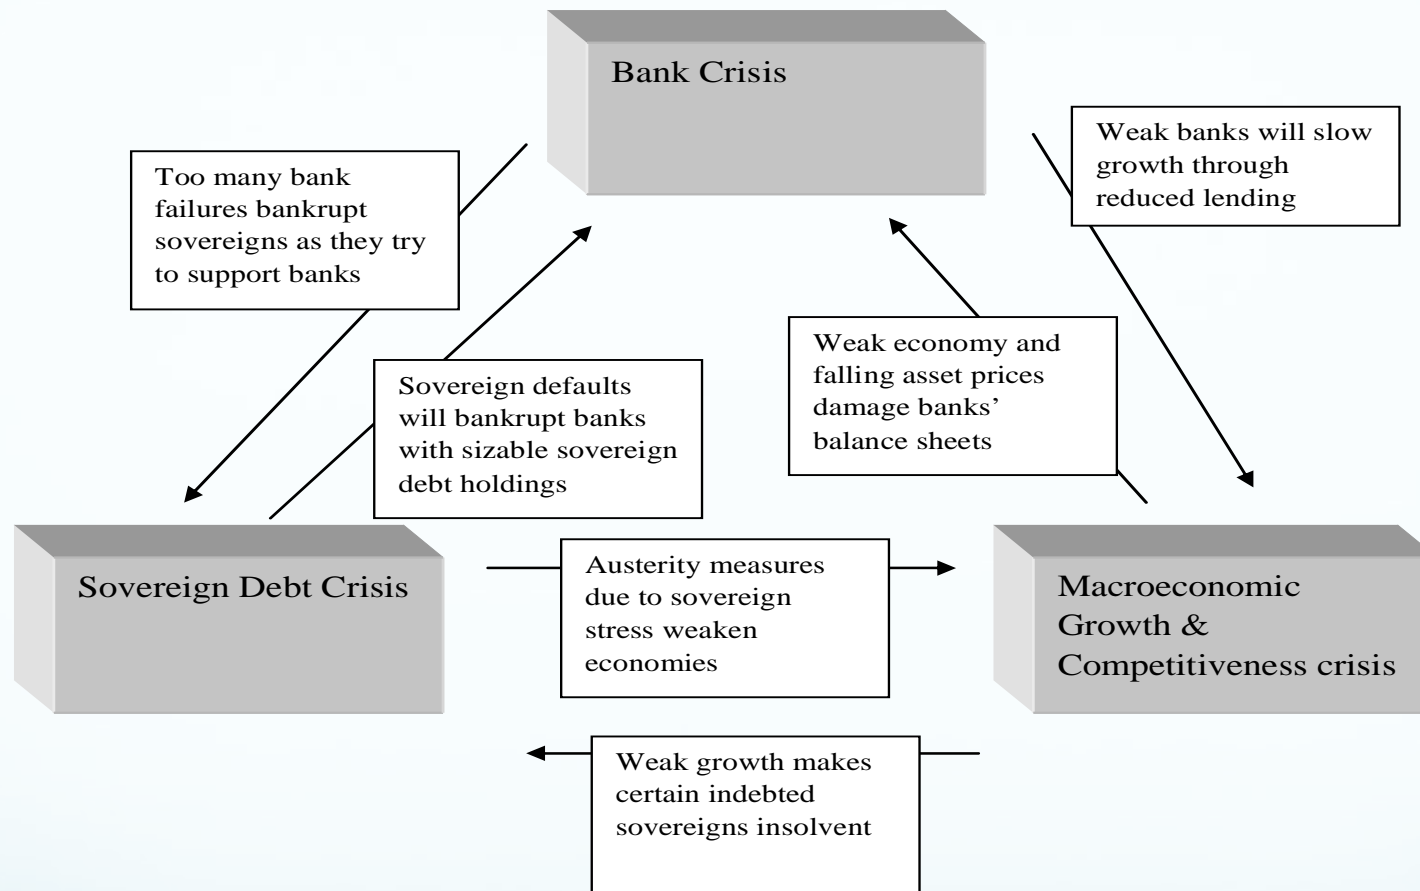 Bank Crisis
Weak banks will slow
growth through
reduced lending
Too many bank
failures bankrupt
sovereigns as they try
to support banks
Weak economy and
falling asset prices
damage banks’
balance sheets
Sovereign defaults
will bankrupt banks
with sizable sovereign
debt holdings
Sovereign Debt Crisis
Austerity measures
due to sovereign
stress weaken
economies
Macroeconomic
Growth &
Competitiveness crisis
Weak growth makes
certain indebted
sovereigns insolvent